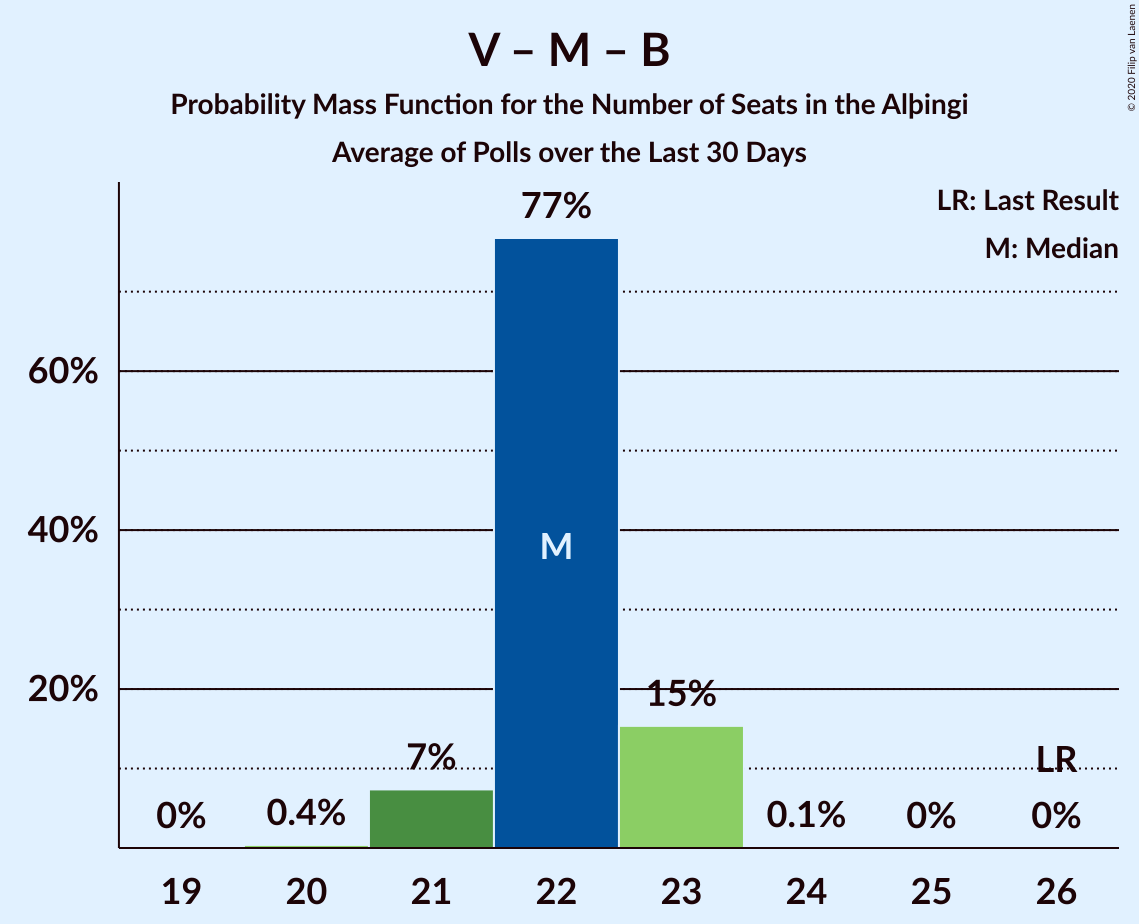 V – M – B
Probability Mass Function for the Number of Seats in the Alþingi
Average of Polls over the Last 30 Days
© 2020 Filip van Laenen
LR: Last Result
M: Median
77%
60%
40%
M
20%
15%
7%
LR
0%
0.4%
0.1%
0%
0%
19
20
21
22
23
24
25
26